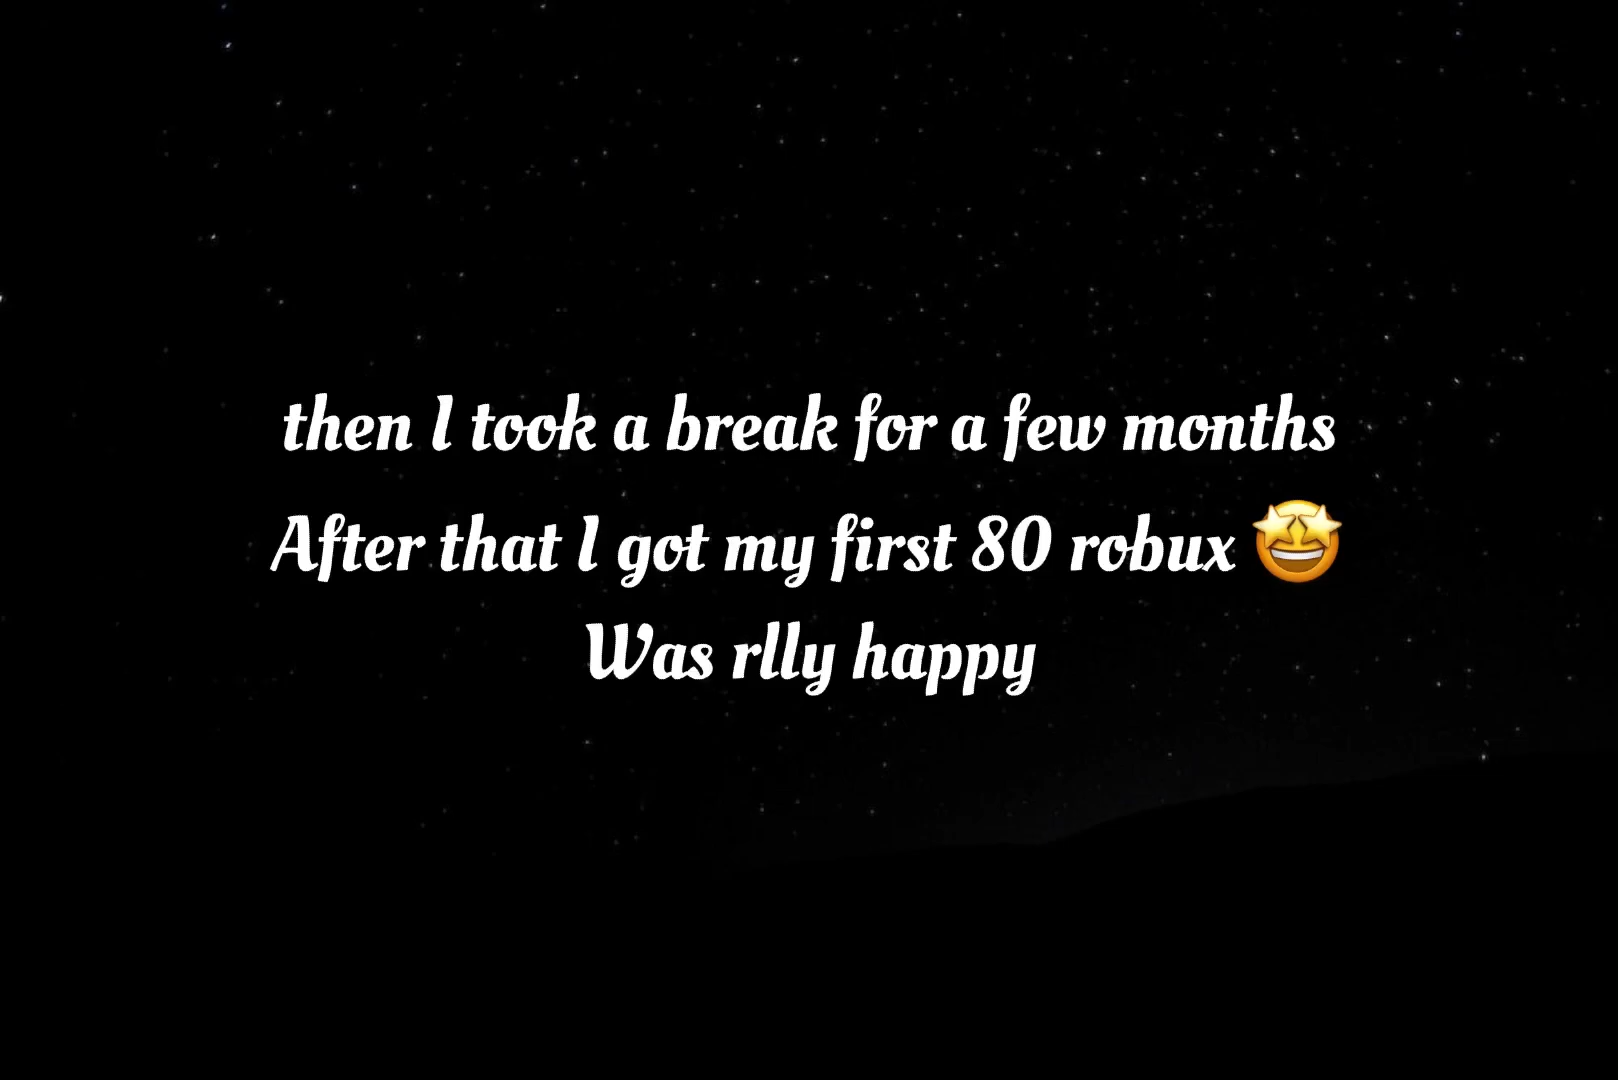 then I took a break for a few months
After that I got my first 80 robux 🤩
Was rlly happy